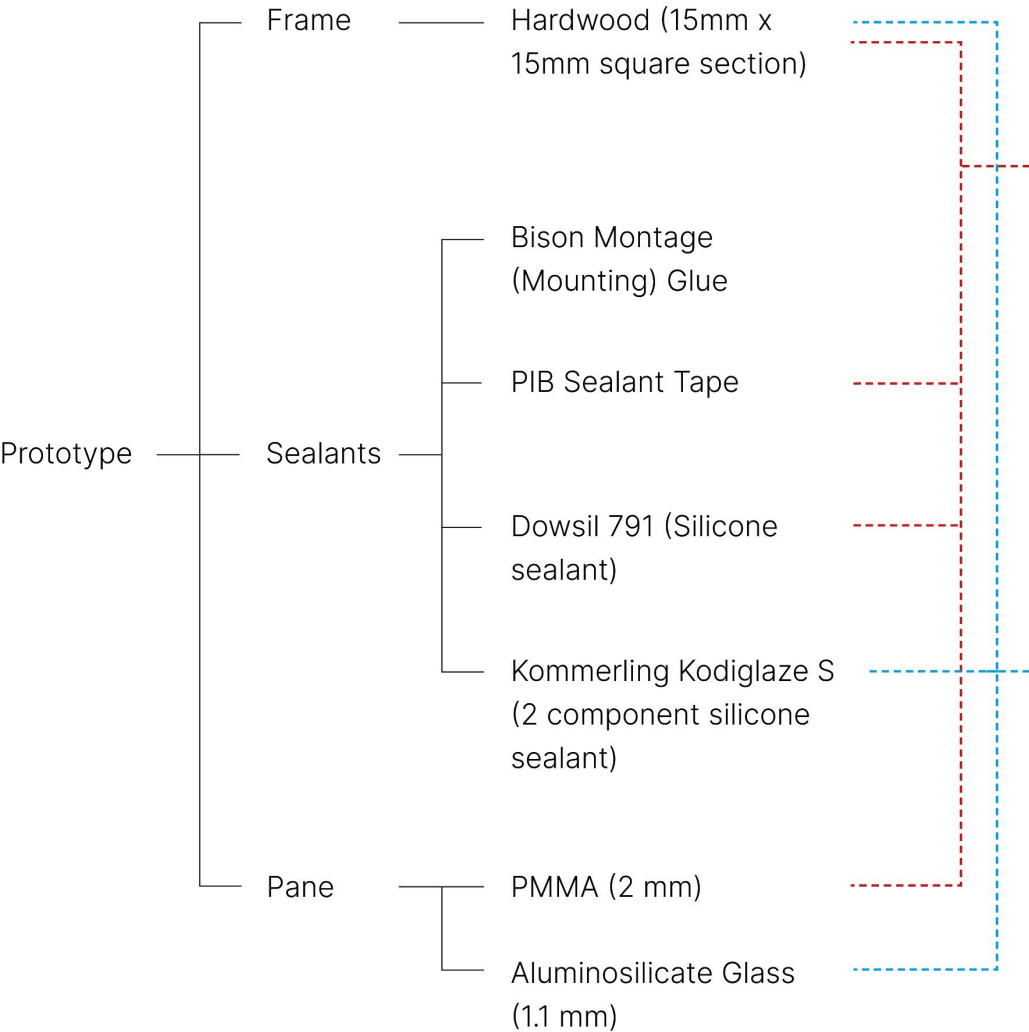 Frame
Hardwood (15mm x
15mm square section)
Bison Montage
(Mounting) Glue
PIB Sealant Tape
Prototype
Sealants
Dowsil 791 (Silicone
sealant)
Kommerling Kodiglaze S
(2 component silicone
sealant)
Pane
PMMA (2 mm)
Aluminosilicate Glass
(1.1 mm)